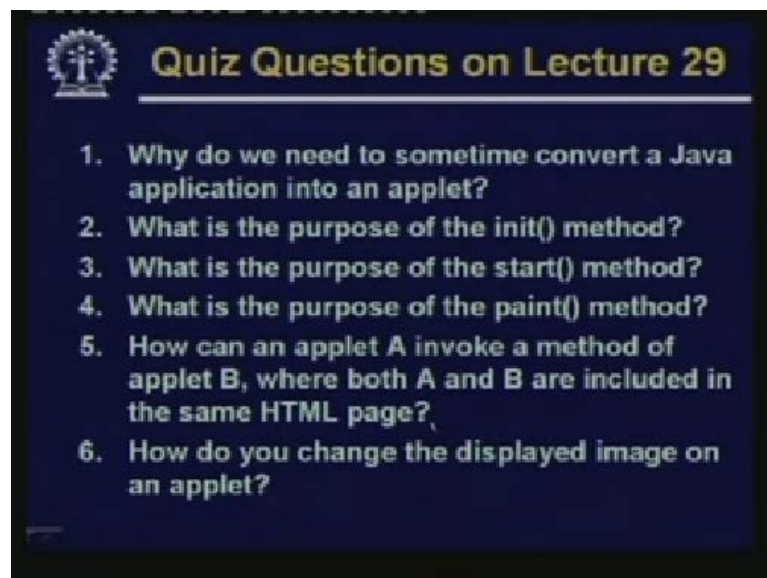 Quiz Questions on Lecture 29
1. Why do we need to sometime convert a Java
application into an applet?
2. What is the purpose of the init() method?
3. What is the purpose of the start() method?
4. What is the purpose of the paint() method?
5. How can an applet A invoke a method of
applet B, where both A and B are included in
the same HTML page?
6. How do you change the displayed image on
an applet?